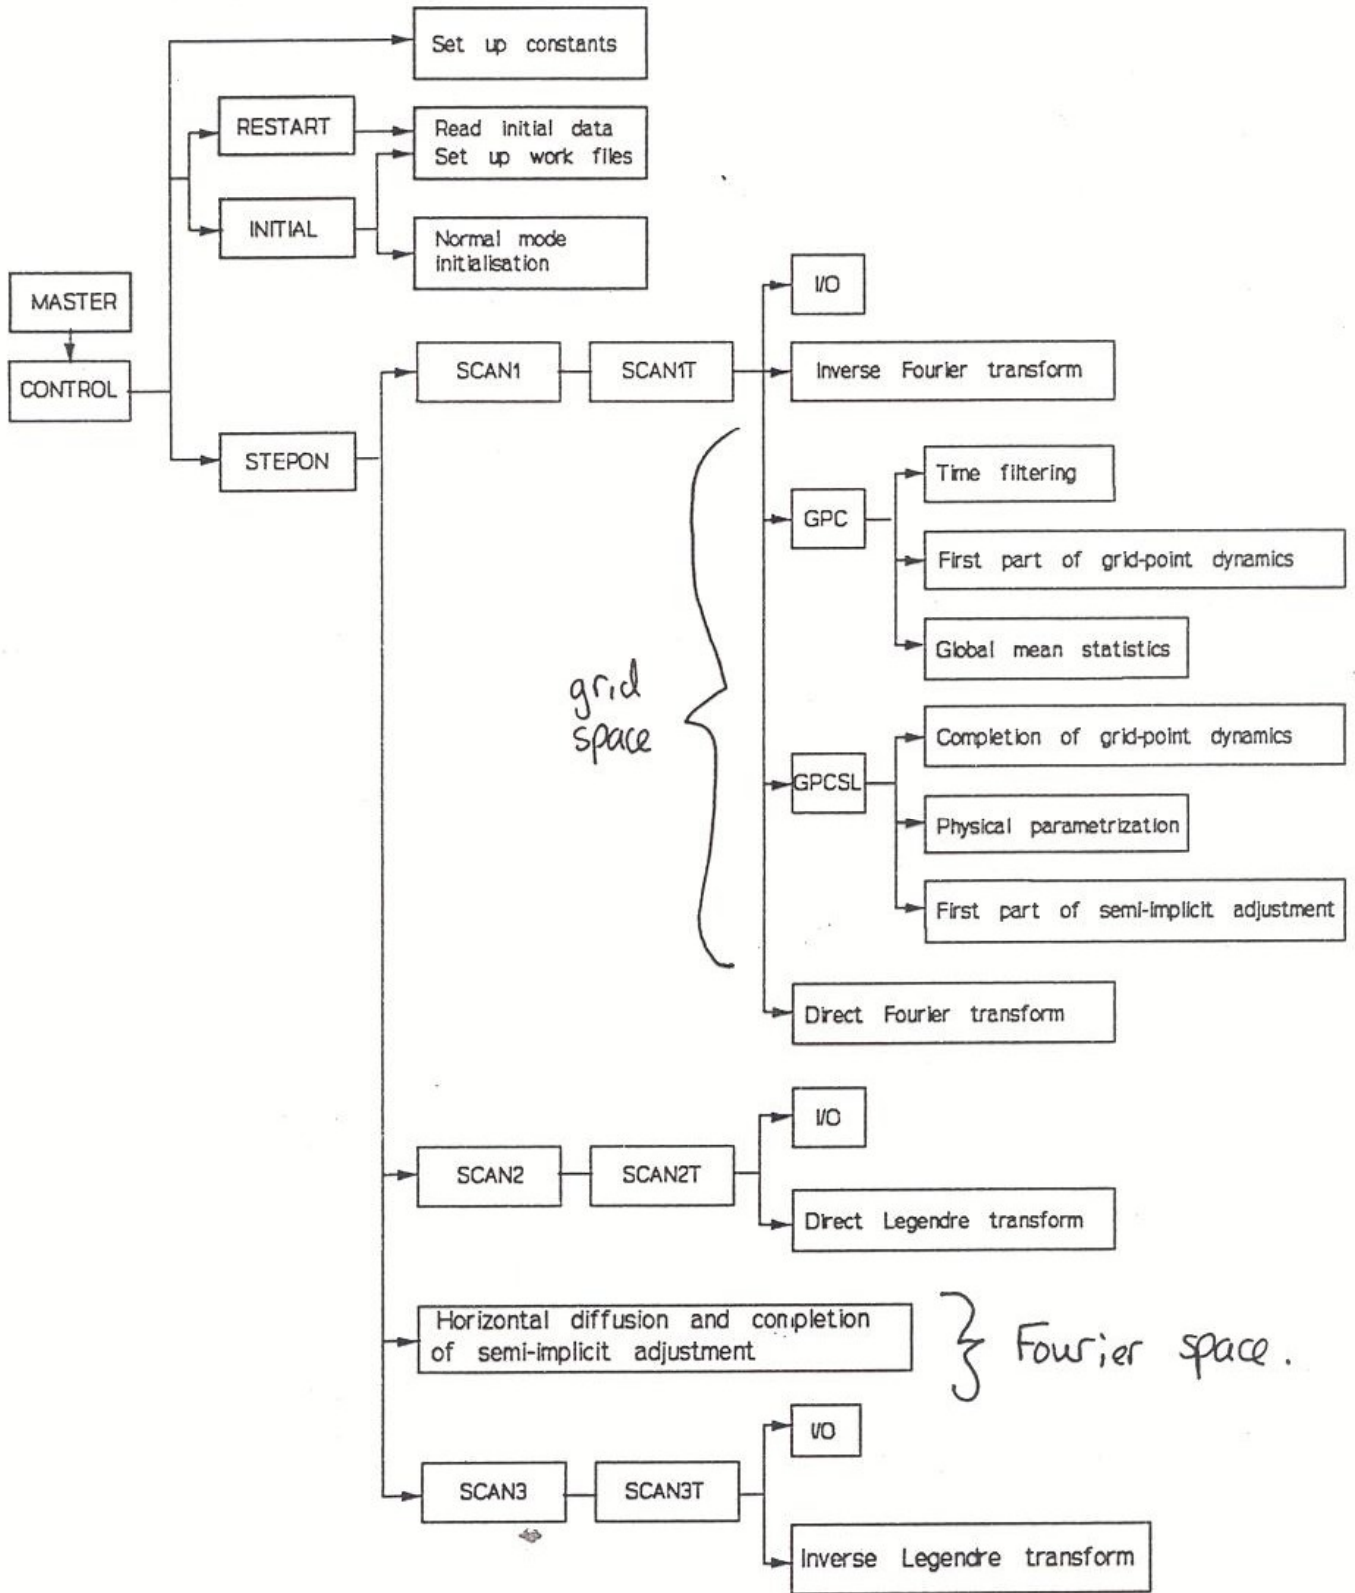 Set up constants
RESTART
Read initial data
Set up work files
INITIAL
Normal mode
initialisation
MASTER
CONTROL
STEPON
SCAN1
SCAN1T
I/O
Inverse Fourier transform
GPC
Time filtering
First part of grid-point dynamics
Global mean statistics
grid
space
GPCSL
Completion of grid-point dynamics
Physical parametrization
First part of semi-implicit adjustment
Direct Fourier transform
SCAN2
SCAN2T
I/O
Direct Legendre transform
Horizontal diffusion and completion
of semi-implicit adjustment
Fourier space.
SCAN3
SCAN3T
I/O
Inverse Legendre transform